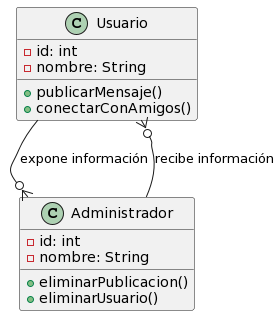 C Usuario
id: int
nombre: String
publicarMensaje()
conectarConAmigos()
expone información
recibe información
C Administrador
id: int
nombre: String
eliminarPublicacion()
eliminarUsuario()